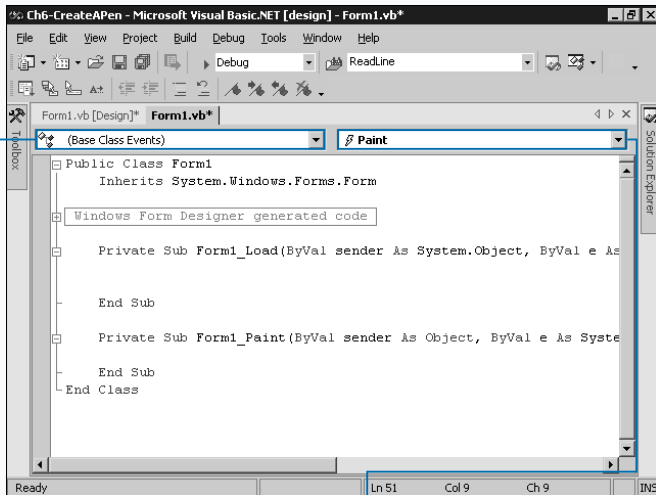 Ch6-CreateAPen - Microsoft Visual Basic.NET [design] - Form1.vb*
File Edit View Project Build Debug Tools Window Help
Debug ReadLine
Form1.vb [Design]* Form1.vb*
(Base Class Events) Paint
Toolbox
Solution Explorer
Public Class Form1
Inherits System.Windows.Forms.Form
Windows Form Designer generated code
Private Sub Form1_Load(ByVal sender As System.Object, ByVal e As
End Sub
Private Sub Form1_Paint(ByVal sender As Object, ByVal e As Syste
End Sub
End Class
Ready Ln 51 Col 9 Ch 9 INS